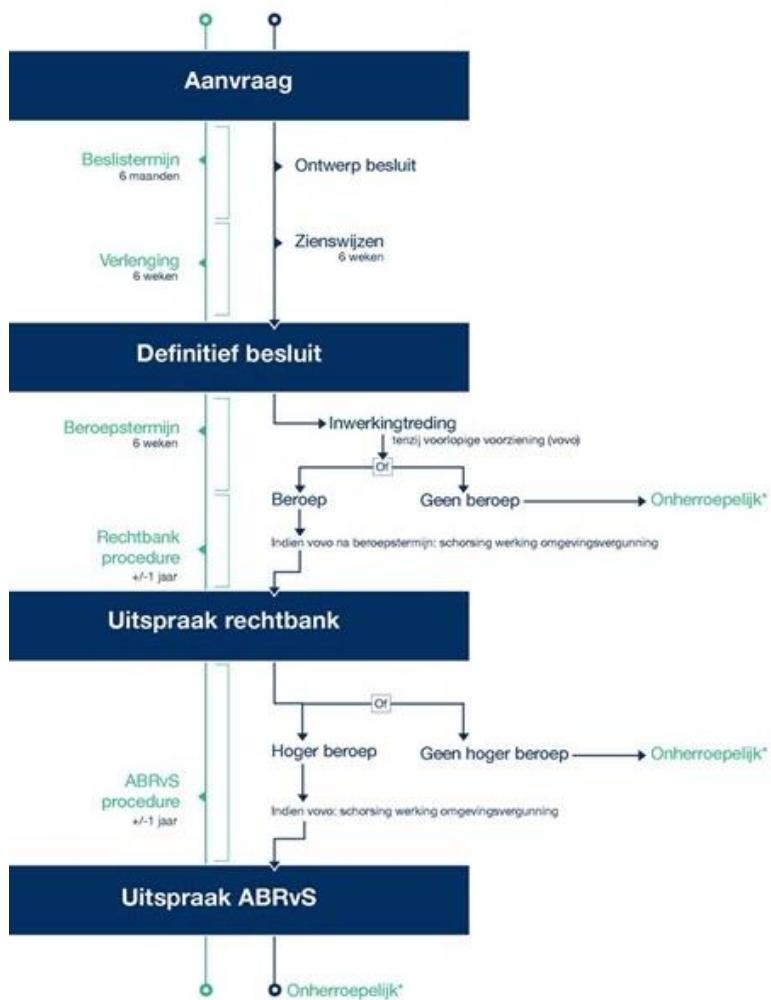 Aanvraag
Beslistermijn
6 maanden
Ontwerp besluit
Zienswijzen
6 weken
Verlenging
6 weken
Definitief besluit
Beroepstermijn
6 weken
Inwerkingtreding
tenzij voorlopige voorziening (vovo)
Of
Beroep
Geen beroep
Onherroepelijk*
Rechtbank
procedure
+/-1 jaar
Indien vovo na beroepstermijn: schorsing werking omgevingsvergunning
Uitspraak rechtbank
Of
Hoger beroep
Geen hoger beroep
Onherroepelijk*
ABRvS
procedure
+/-1 jaar
Indien vovo: schorsing werking omgevingsvergunning
Uitspraak ABRvS
Onherroepelijk*